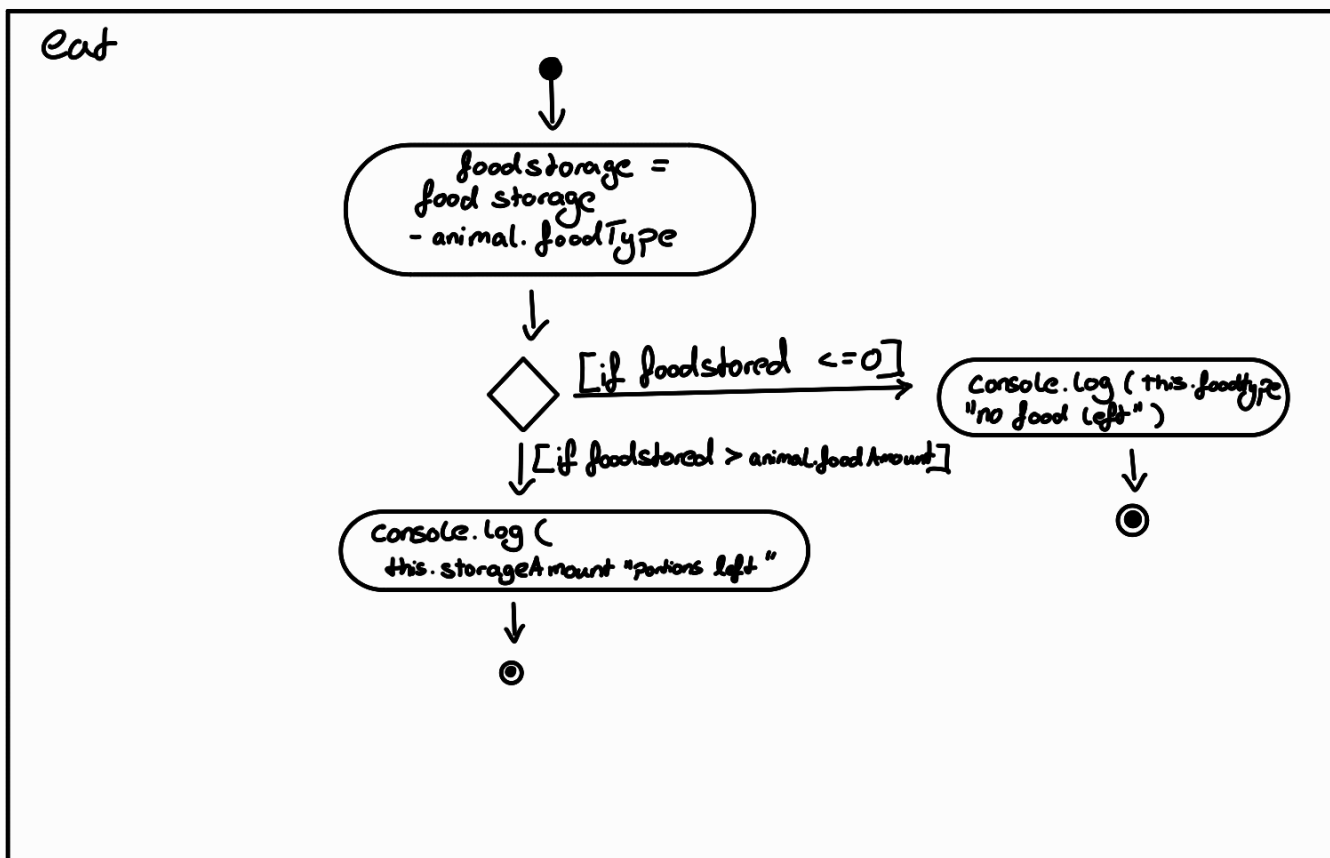 eat
foodstorage =
food storage
- animal.foodType
[if foodstored <=0]
console.log ( this.foodtype
"no food left" )
[if foodstored > animal.foodAmount]
console.log (
this.storageAmount "portions left"